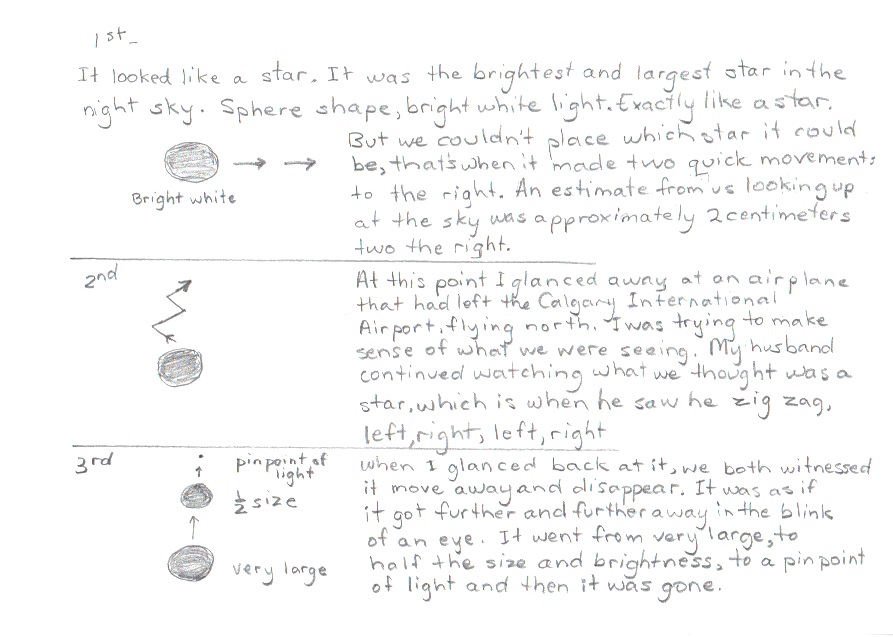 1st-
It looked like a star. It was the brightest and largest star in the
night sky. Sphere shape, bright white light. Exactly like a star.
But we couldn't place which star it could
be, that's when it made two quick movements
to the right. An estimate from us looking up
at the sky was approximately 2 centimeters
two the right.
Bright white
2nd
At this point I glanced away at an airplane
that had left the Calgary International
Airport, flying north. I was trying to make
sense of what we were seeing. My husband
continued watching what we thought was a
star, which is when he saw he zig zag,
left, right, left, right
3rd
pinpoint of
light
1/2 size
very large
when I glanced back at it, we both witnessed
it move away and disappear. It was as if
it got further and further away in the blink
of an eye. It went from very large, to
half the size and brightness, to a pinpoint
of light and then it was gone.